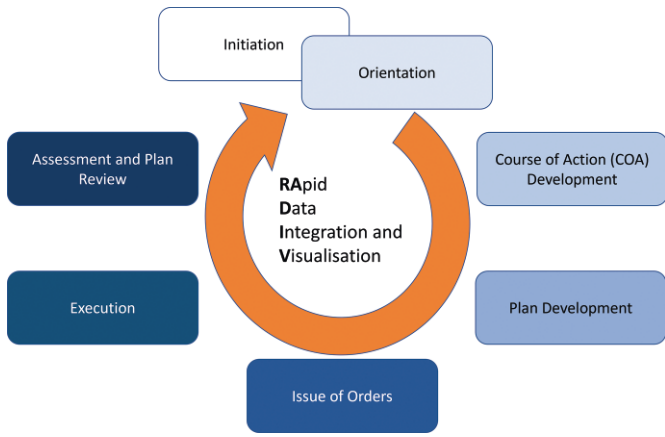 Initiation
Orientation
Assessment and Plan
Review
Course of Action (COA)
Development
RApid
Data
Integration and
Visualisation
Execution
Plan Development
Issue of Orders